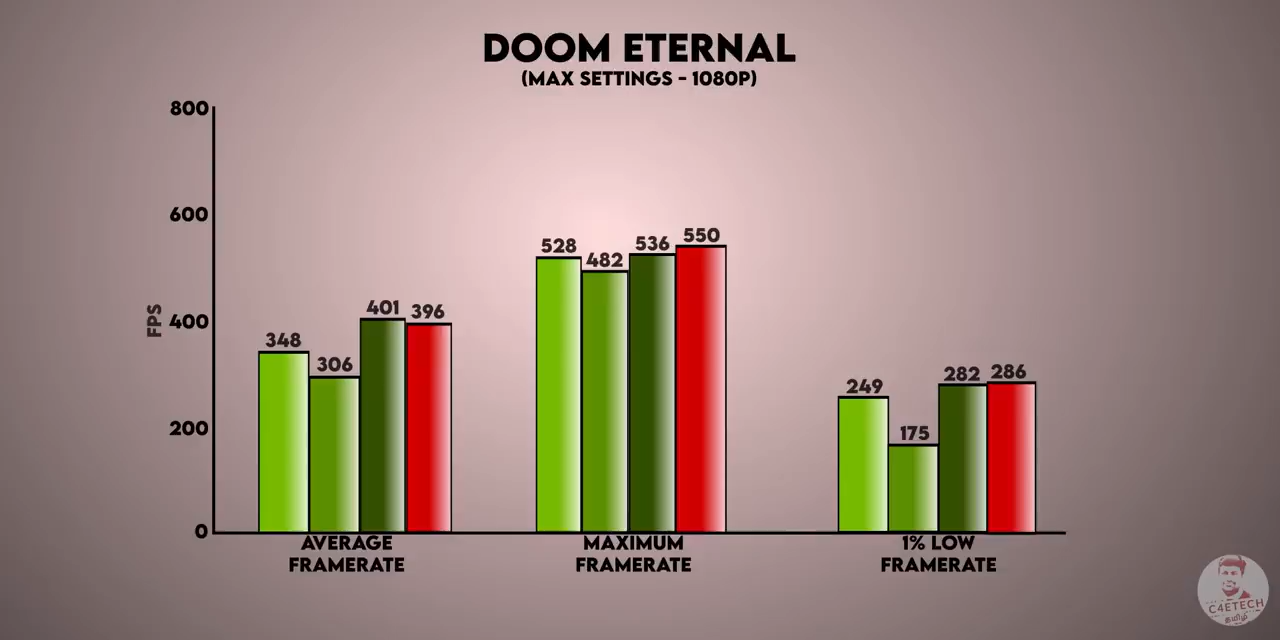 DOOM ETERNAL
(MAX SETTINGS - 1080P)
800
600
400
200
0
FPS
348
306
401
396
528
482
536
550
249
175
282
286
AVERAGE
FRAMERATE
MAXIMUM
FRAMERATE
1% LOW
FRAMERATE
C4ETECH
தமிழ்